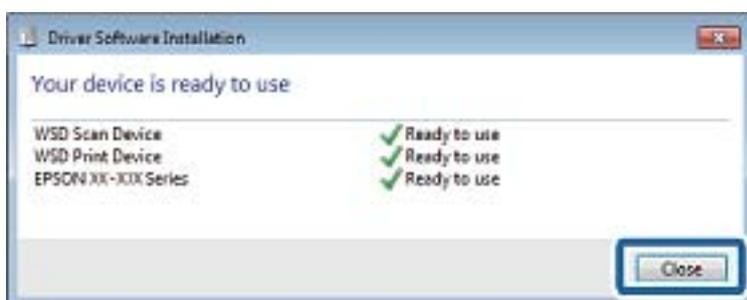 Driver Software Installation
Your device is ready to use
WSD Scan Device Ready to use
WSD Print Device Ready to use
EPSON XX-XXX Series Ready to use
Close